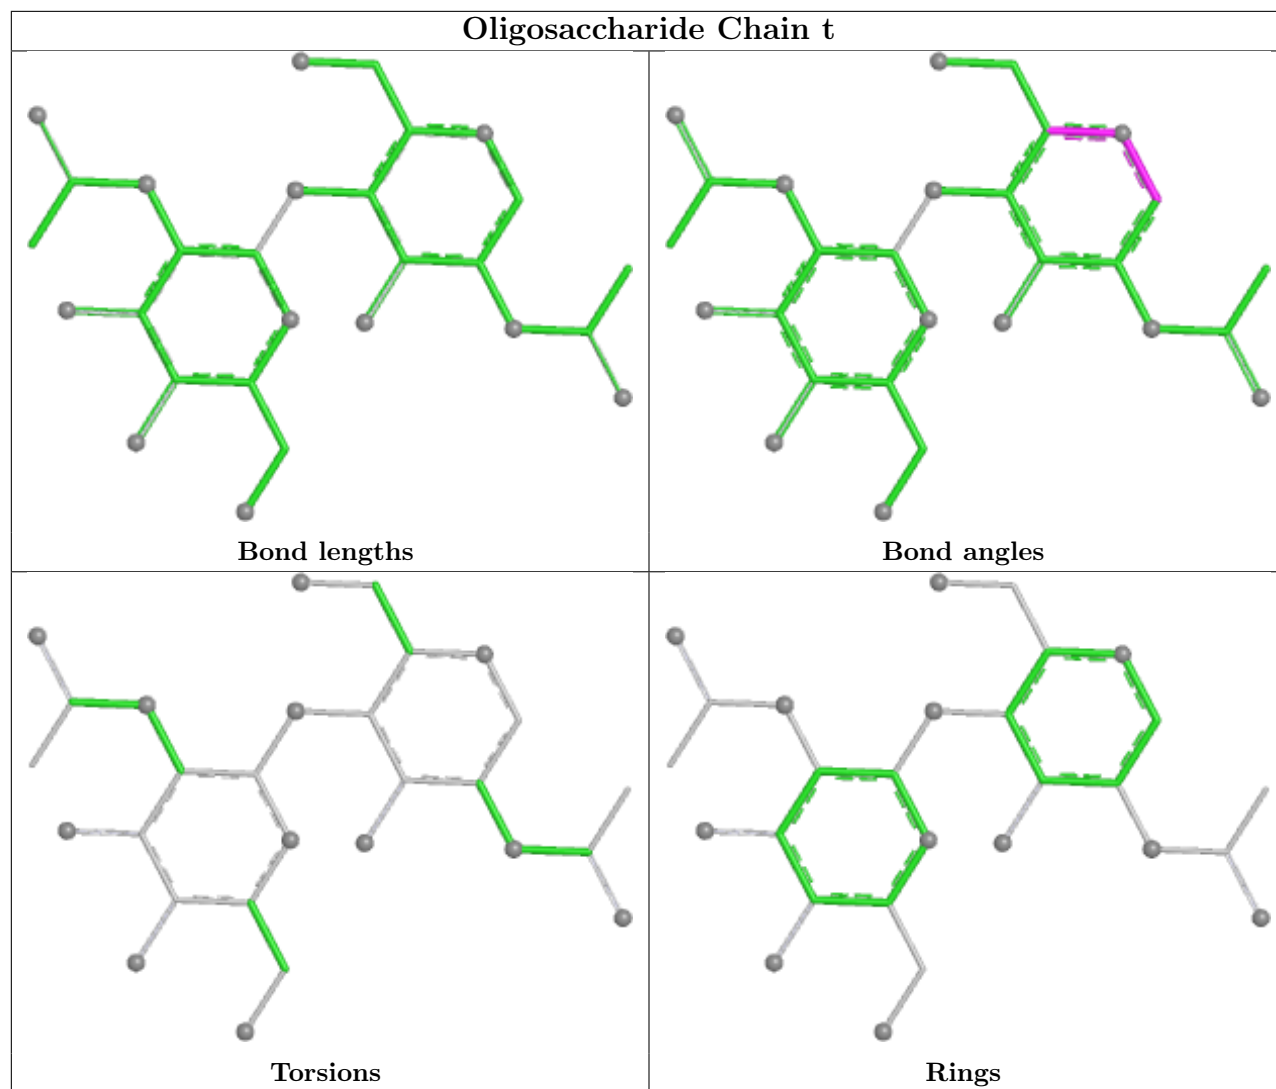 Oligosaccharide Chain t
Bond lengths
Bond angles
Torsions
Rings